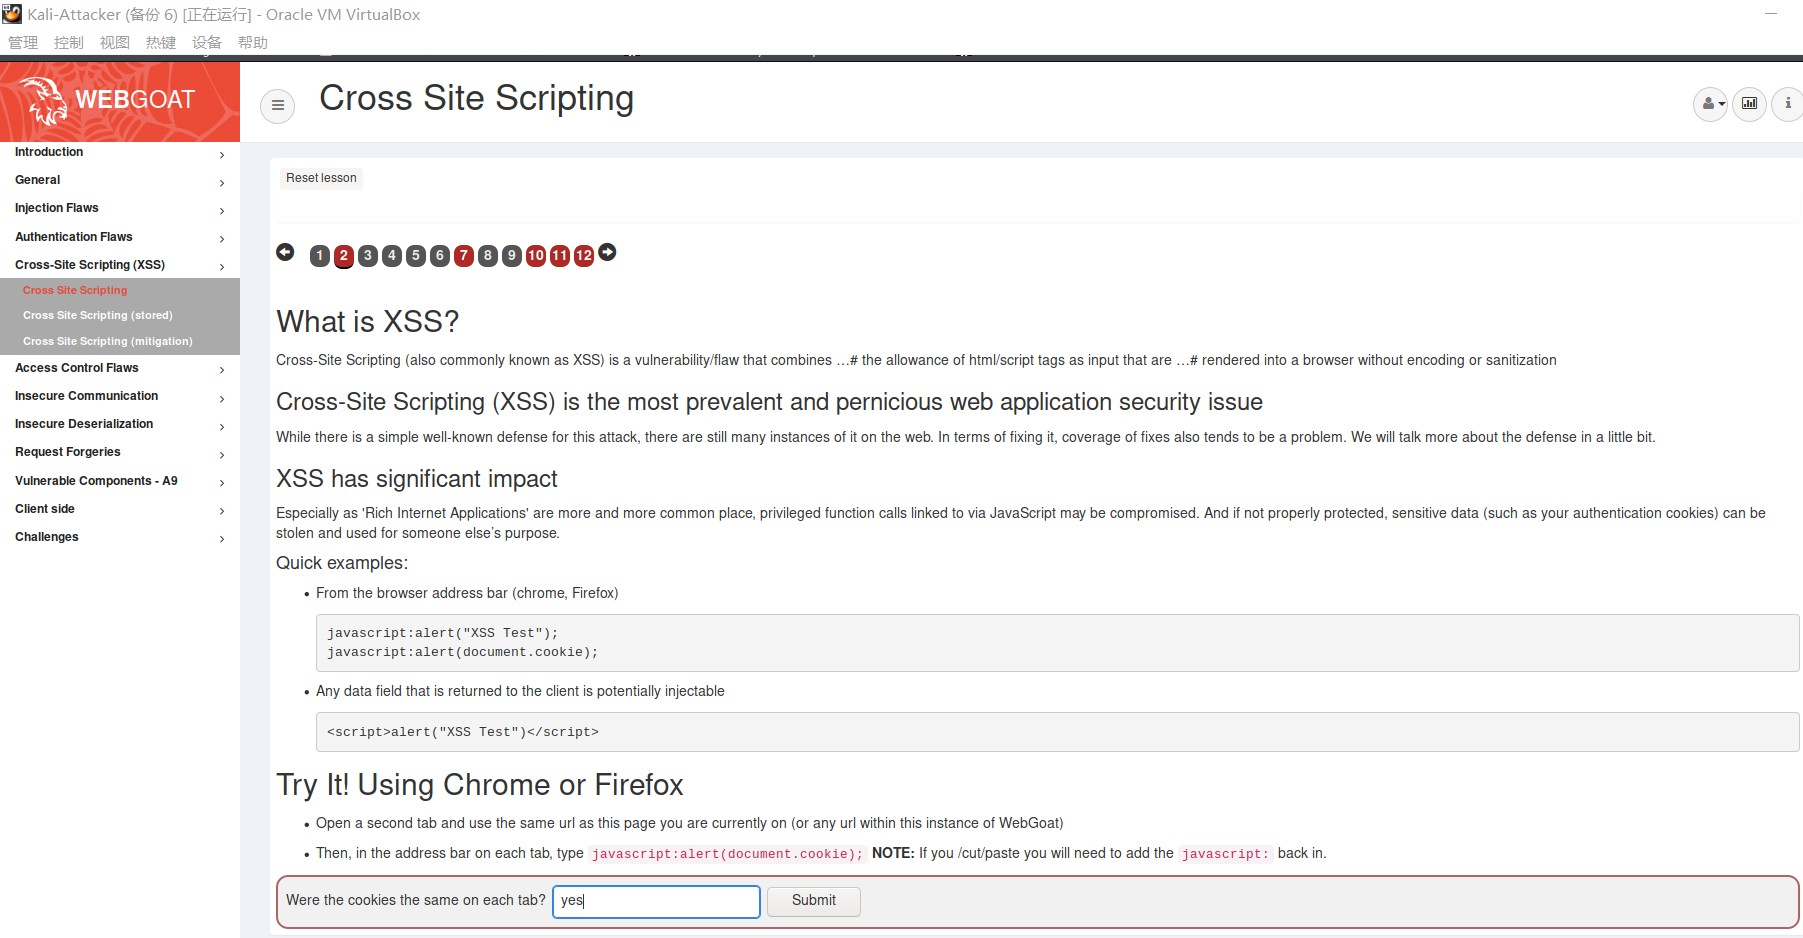 Kali-Attacker (备份 6) [正在运行] - Oracle VM VirtualBox
管理 控制 视图 热键 设备 帮助
WEBGOAT
Cross Site Scripting
Introduction
General
Injection Flaws
Authentication Flaws
Cross-Site Scripting (XSS)
Cross Site Scripting
Cross Site Scripting (stored)
Cross Site Scripting (mitigation)
Access Control Flaws
Insecure Communication
Insecure Deserialization
Request Forgeries
Vulnerable Components - A9
Client side
Challenges
Reset lesson
1 2 3 4 5 6 7 8 9 10 11 12
What is XSS?
Cross-Site Scripting (also commonly known as XSS) is a vulnerability/flaw that combines …# the allowance of html/script tags as input that are …# rendered into a browser without encoding or sanitization
Cross-Site Scripting (XSS) is the most prevalent and pernicious web application security issue
While there is a simple well-known defense for this attack, there are still many instances of it on the web. In terms of fixing it, coverage of fixes also tends to be a problem. We will talk more about the defense in a little bit.
XSS has significant impact
Especially as 'Rich Internet Applications' are more and more common place, privileged function calls linked to via JavaScript may be compromised. And if not properly protected, sensitive data (such as your authentication cookies) can be
stolen and used for someone else’s purpose.
Quick examples:
• From the browser address bar (chrome, Firefox)
javascript:alert("XSS Test");
javascript:alert(document.cookie);
• Any data field that is returned to the client is potentially injectable
<script>alert("XSS Test")</script>
Try It! Using Chrome or Firefox
• Open a second tab and use the same url as this page you are currently on (or any url within this instance of WebGoat)
• Then, in the address bar on each tab, type javascript:alert(document.cookie); NOTE: If you /cut/paste you will need to add the javascript: back in.
Were the cookies the same on each tab? yes Submit